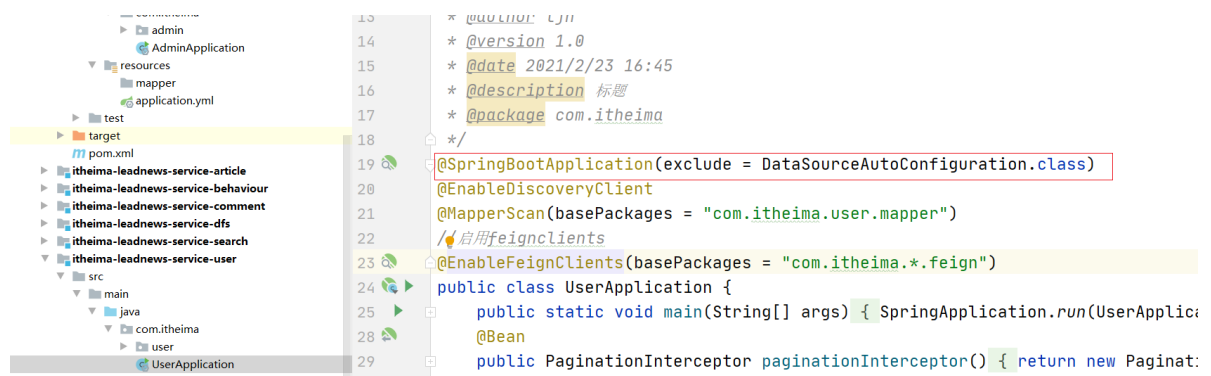 admin
AdminApplication
resources
mapper
application.yml
test
target
pom.xml
itheima-leadnews-service-article
itheima-leadnews-service-behaviour
itheima-leadnews-service-comment
itheima-leadnews-service-dfs
itheima-leadnews-service-search
itheima-leadnews-service-user
src
main
java
com.itheima
user
UserApplication
13 * @author ljh
14 * @version 1.0
15 * @date 2021/2/23 16:45
16 * @description 标题
17 * @package com.itheima
18 */
19 @SpringBootApplication(exclude = DataSourceAutoConfiguration.class)
20 @EnableDiscoveryClient
21 @MapperScan(basePackages = "com.itheima.user.mapper")
22 //启用feignclients
23 @EnableFeignClients(basePackages = "com.itheima.*.feign")
24 public class UserApplication {
25 public static void main(String[] args) { SpringApplication.run(UserApplica
28 @Bean
29 public PaginationInterceptor paginationInterceptor() { return new Paginati